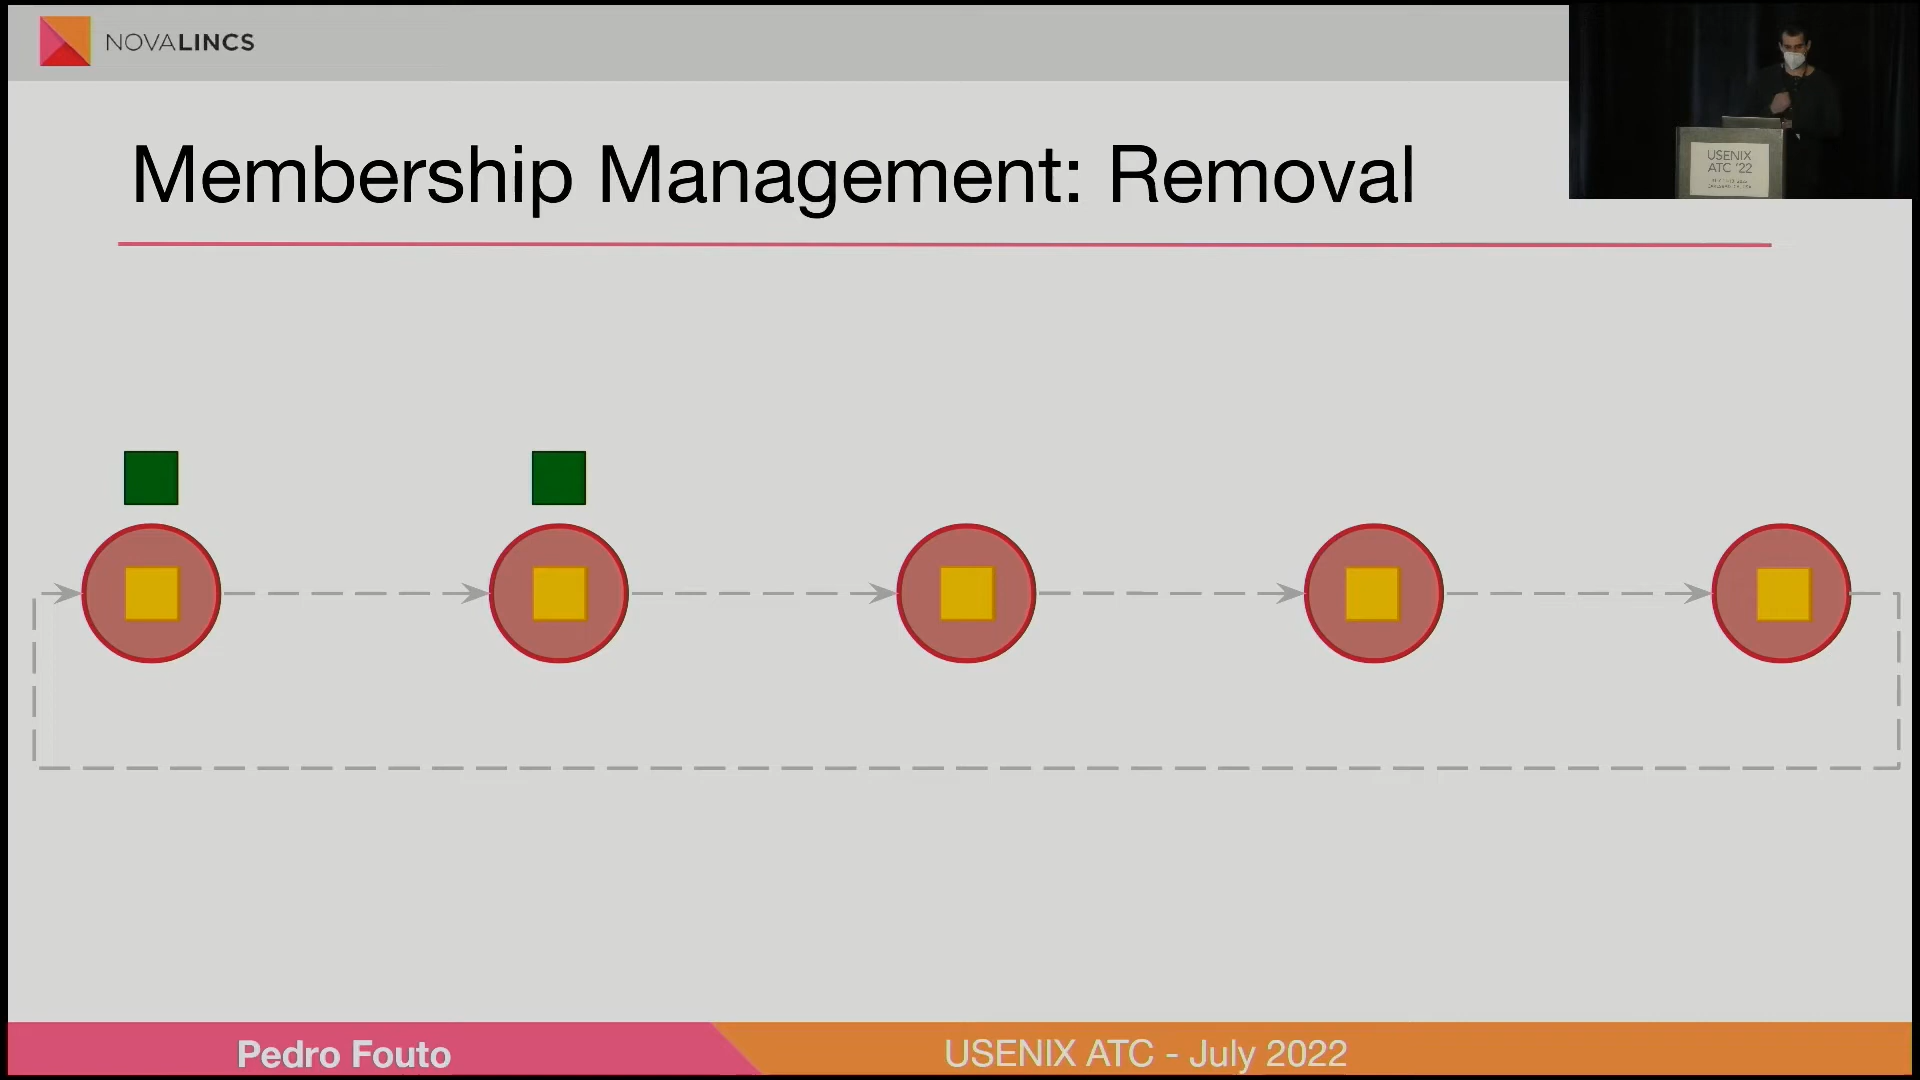 NOVALINCS
USENIX
ATC '22
Membership Management: Removal
Pedro Fouto
USENIX ATC - July 2022